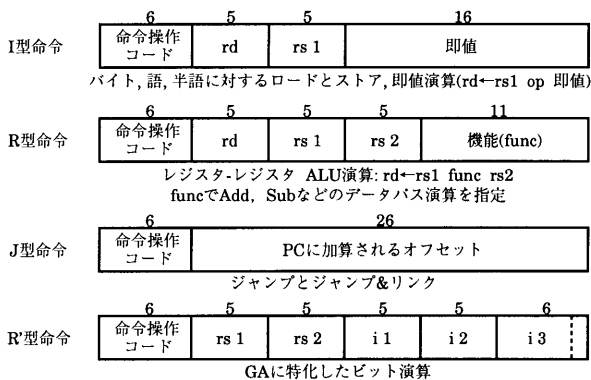 6 5 5 16
I型命令 命令操作コード rd rs 1 即値
バイト, 語, 半語に対するロードとストア, 即値演算(rd←rs1 op 即値)
6 5 5 5 11
R型命令 命令操作コード rd rs 1 rs 2 機能(func)
レジスタ-レジスタ ALU演算: rd←rs1 func rs2
funcでAdd, Subなどのデータパス演算を指定
6 26
J型命令 命令操作コード PCに加算されるオフセット
ジャンプとジャンプ&リンク
6 5 5 5 5 6
R'型命令 命令操作コード rs 1 rs 2 i 1 i 2 i 3
GAに特化したビット演算